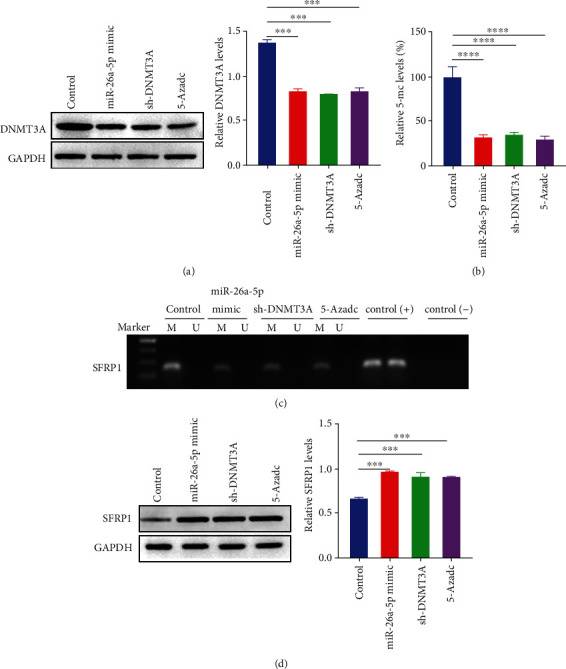 Control
miR-26a-5p mimic
sh-DNMT3A
5-Azadc
DNMT3A
GAPDH
Relative DNMT3A levels
1.5
1.0
0.5
0.0
***
***
***
Control
miR-26a-5p mimic
sh-DNMT3A
5-Azadc
(a)
Relative 5-mc levels (%)
150
100
50
0
****
****
****
Control
miR-26a-5p mimic
sh-DNMT3A
5-Azadc
(b)
miR-26a-5p
Control mimic sh-DNMT3A 5-Azadc control (+) control (−)
Marker M U M U M U M U
SFRP1
(c)
Control
miR-26a-5p mimic
sh-DNMT3A
5-Azadc
SFRP1
GAPDH
Relative SFRP1 levels
1.5
1.0
0.5
0.0
***
***
***
Control
miR-26a-5p mimic
sh-DNMT3A
5-Azadc
(d)